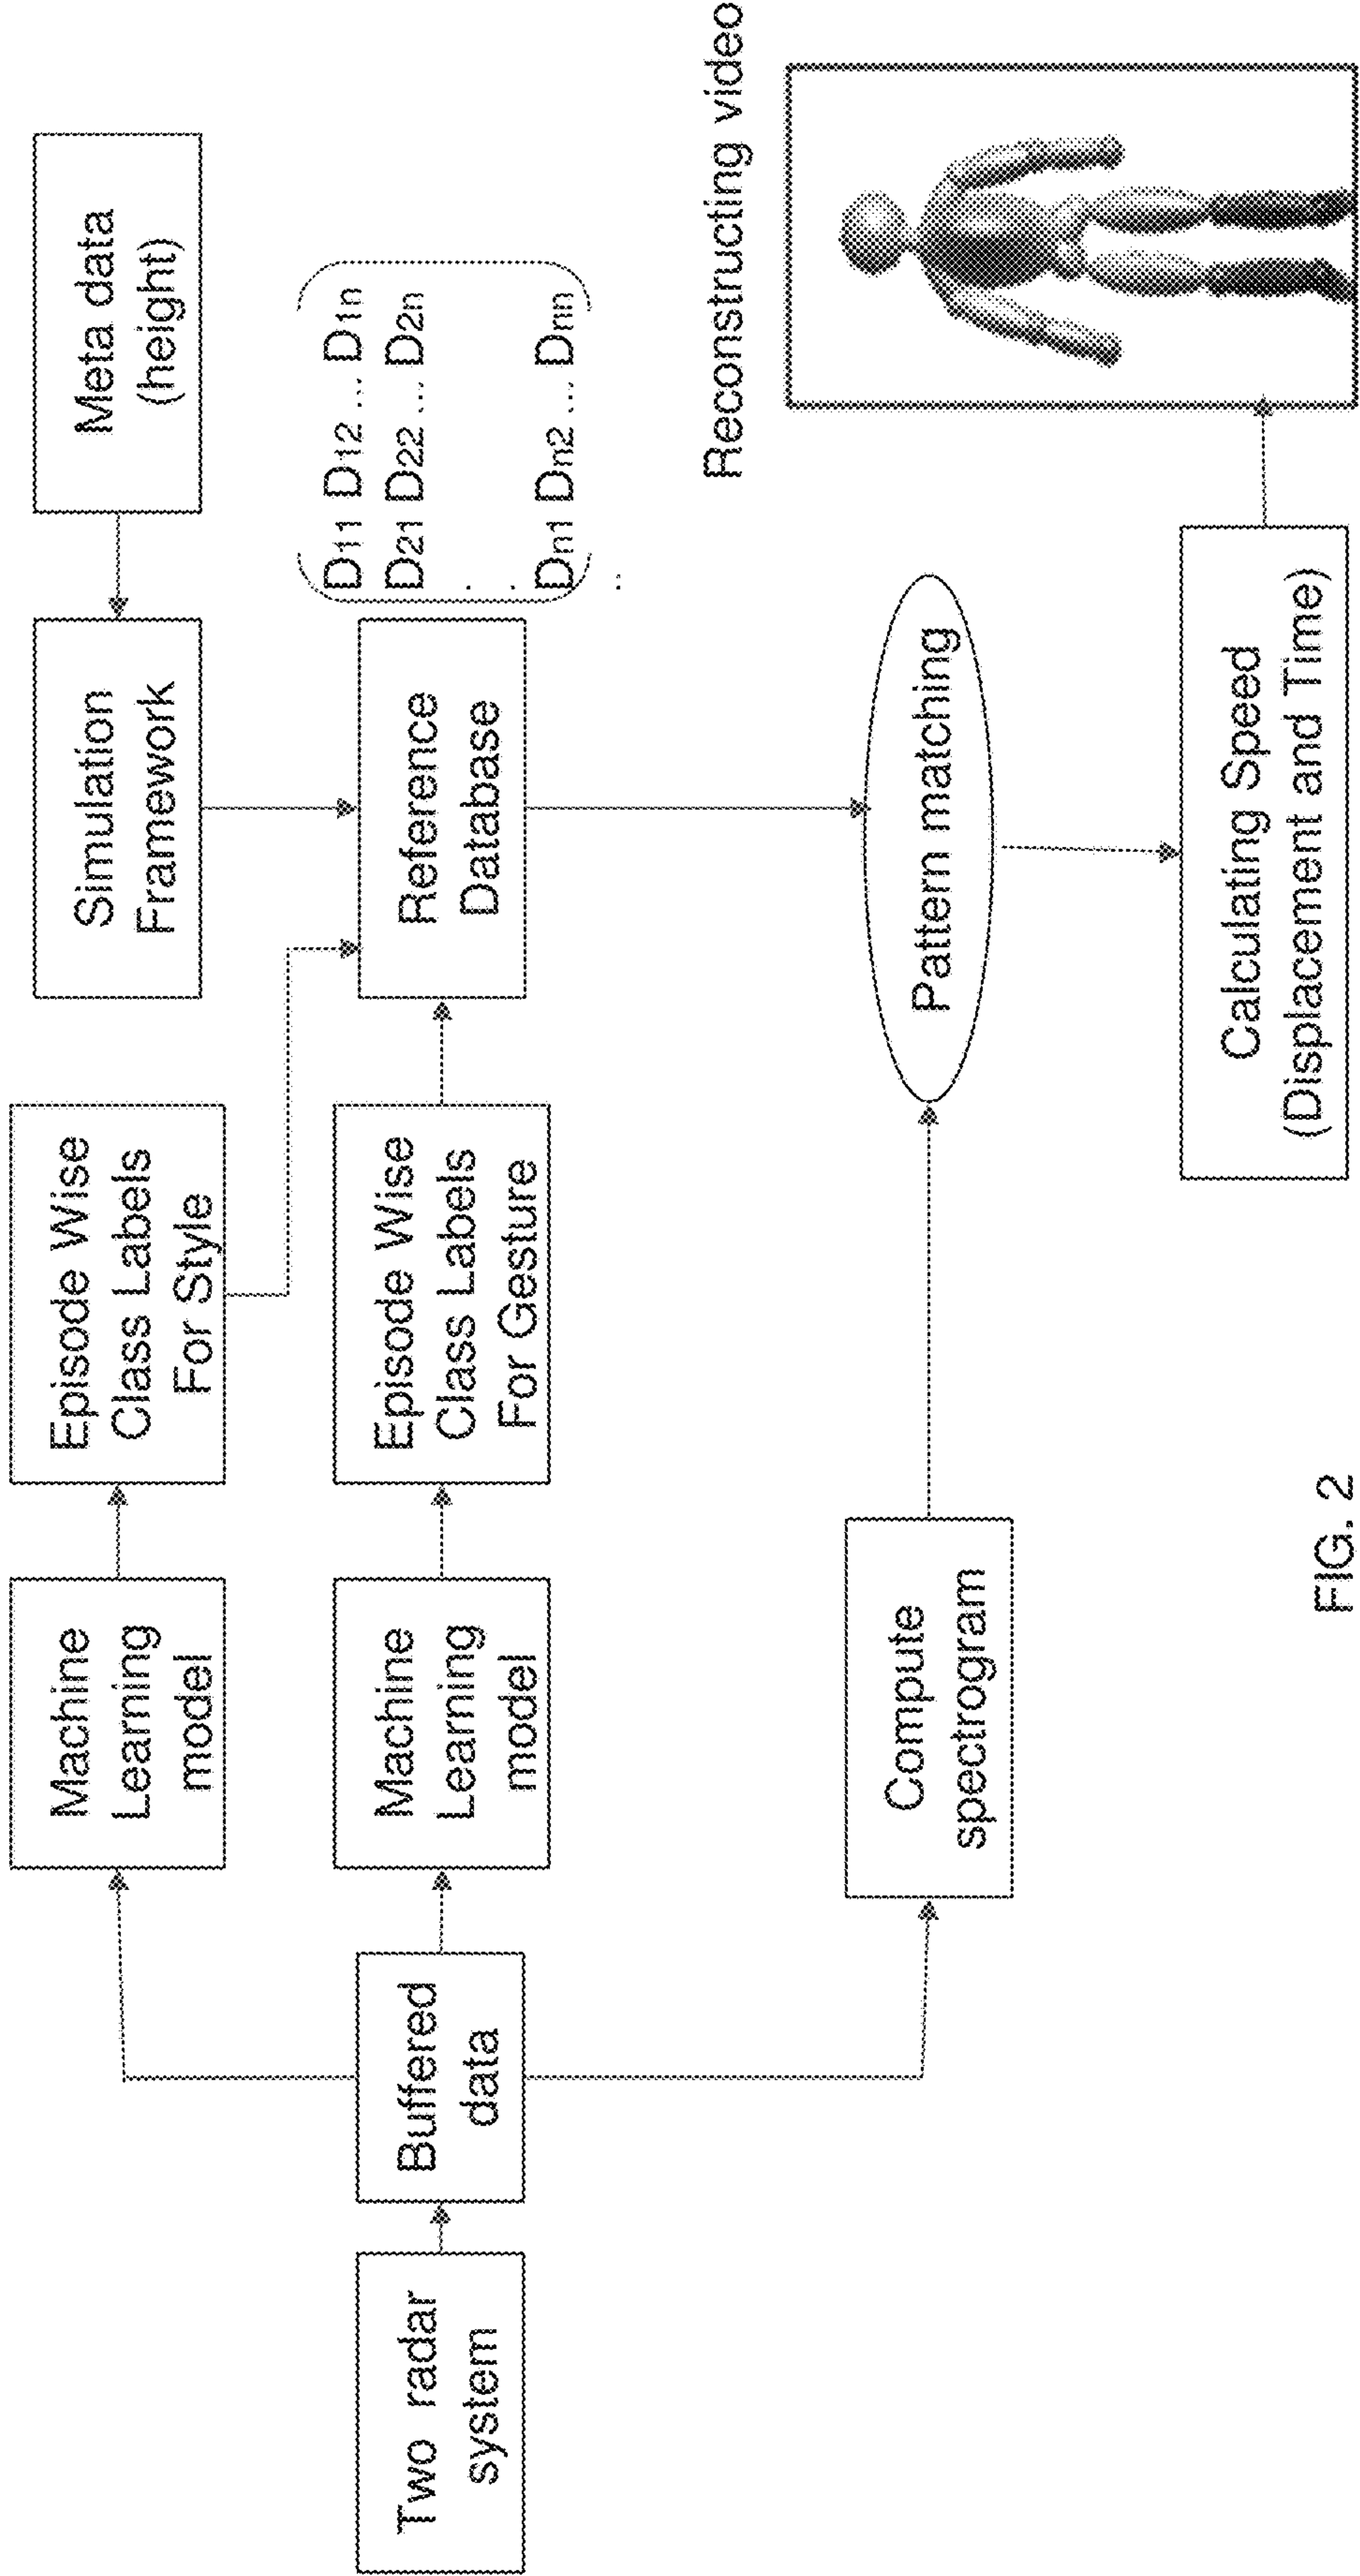 Two radar
system
Buffered
data
Machine
Learning
model
Episode Wise
Class Labels
For Style
Machine
Learning
model
Episode Wise
Class Labels
For Gesture
Simulation
Framework
Meta data
(height)
Reference
Database
D11 D12 ... D1n
D21 D22 ... D2n
.
.
Dn1 Dn2 ... Dnn
..
Compute
spectrogram
Pattern matching
Calculating Speed
(Displacement and Time)
Reconstructing video
FIG. 2